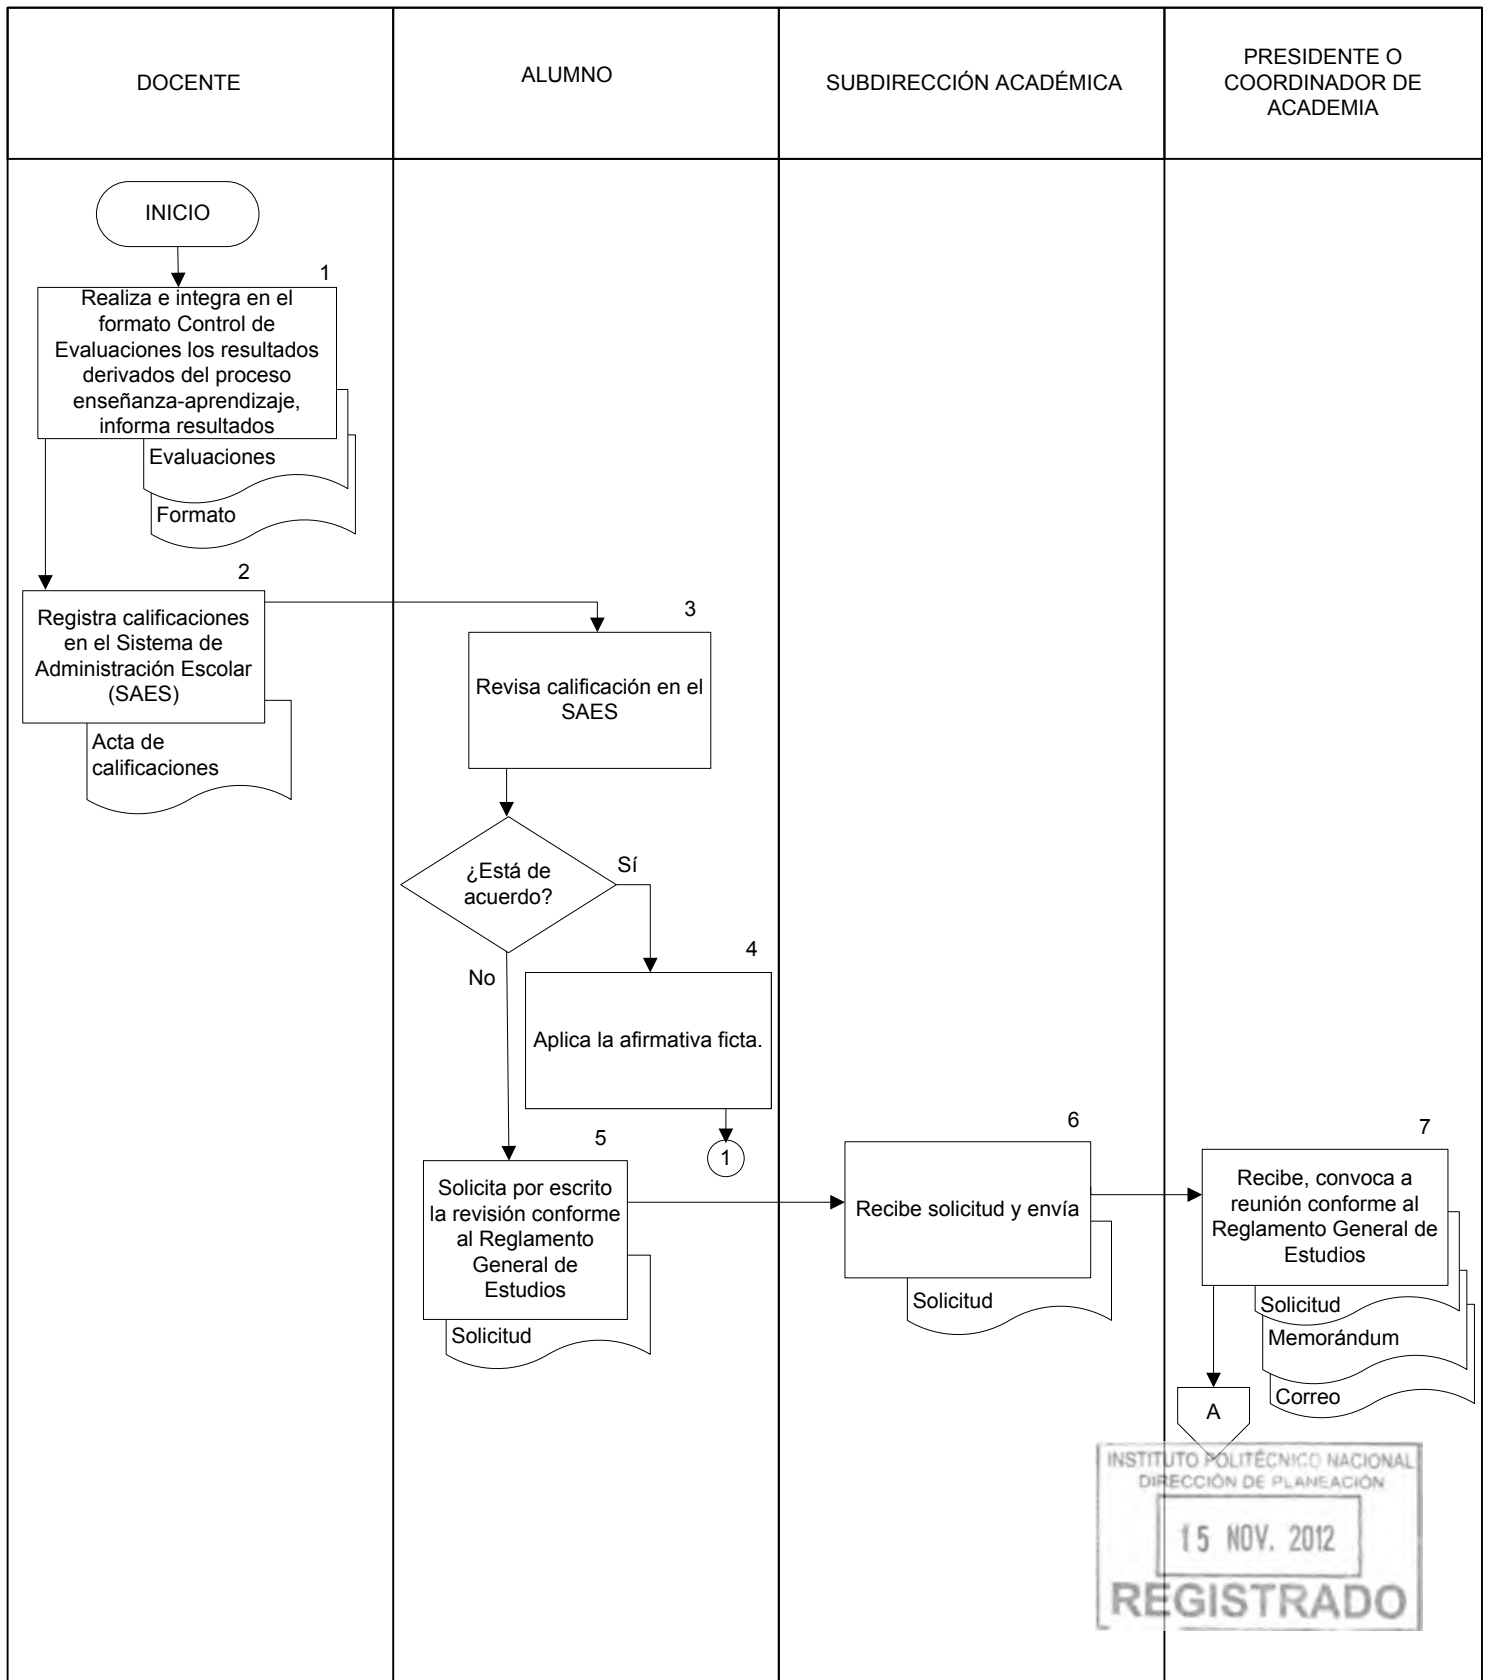 DOCENTE
ALUMNO
SUBDIRECCIÓN ACADÉMICA
PRESIDENTE O
COORDINADOR DE
ACADEMIA
INICIO
1
Realiza e integra en el
formato Control de
Evaluaciones los resultados
derivados del proceso
enseñanza-aprendizaje,
informa resultados
Evaluaciones
Formato
2
Registra calificaciones
en el Sistema de
Administración Escolar
(SAES)
Acta de
calificaciones
3
Revisa calificación en el
SAES
¿Está de
acuerdo?
Sí
No
4
Aplica la afirmativa ficta.
1
5
Solicita por escrito
la revisión conforme
al Reglamento
General de
Estudios
Solicitud
6
Recibe solicitud y envía
Solicitud
7
Recibe, convoca a
reunión conforme al
Reglamento General de
Estudios
Solicitud
Memorándum
Correo
A
INSTITUTO POLITÉCNICO NACIONAL
DIRECCIÓN DE PLANEACIÓN
15 NOV. 2012
REGISTRADO